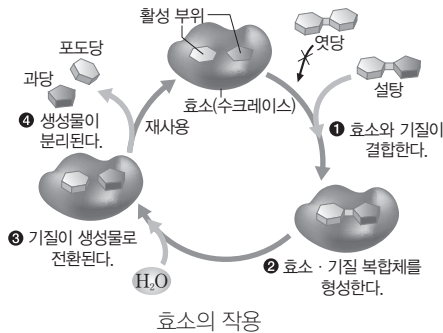 활성 부위
엿당
포도당
과당
설탕
효소(수크레이스)
❹ 생성물이
분리된다.
재사용
❶ 효소와 기질이
결합한다.
❸ 기질이 생성물로
전환된다.
H₂O
❷ 효소·기질 복합체를
형성한다.
효소의 작용